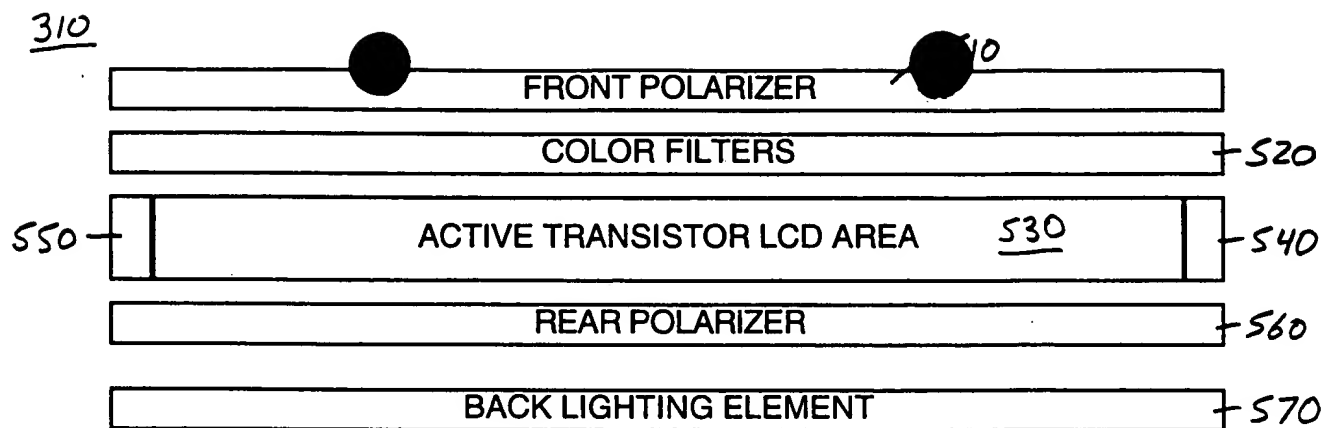 310
FRONT POLARIZER
COLOR FILTERS 520
550 ACTIVE TRANSISTOR LCD AREA 530 540
REAR POLARIZER 560
BACK LIGHTING ELEMENT 570